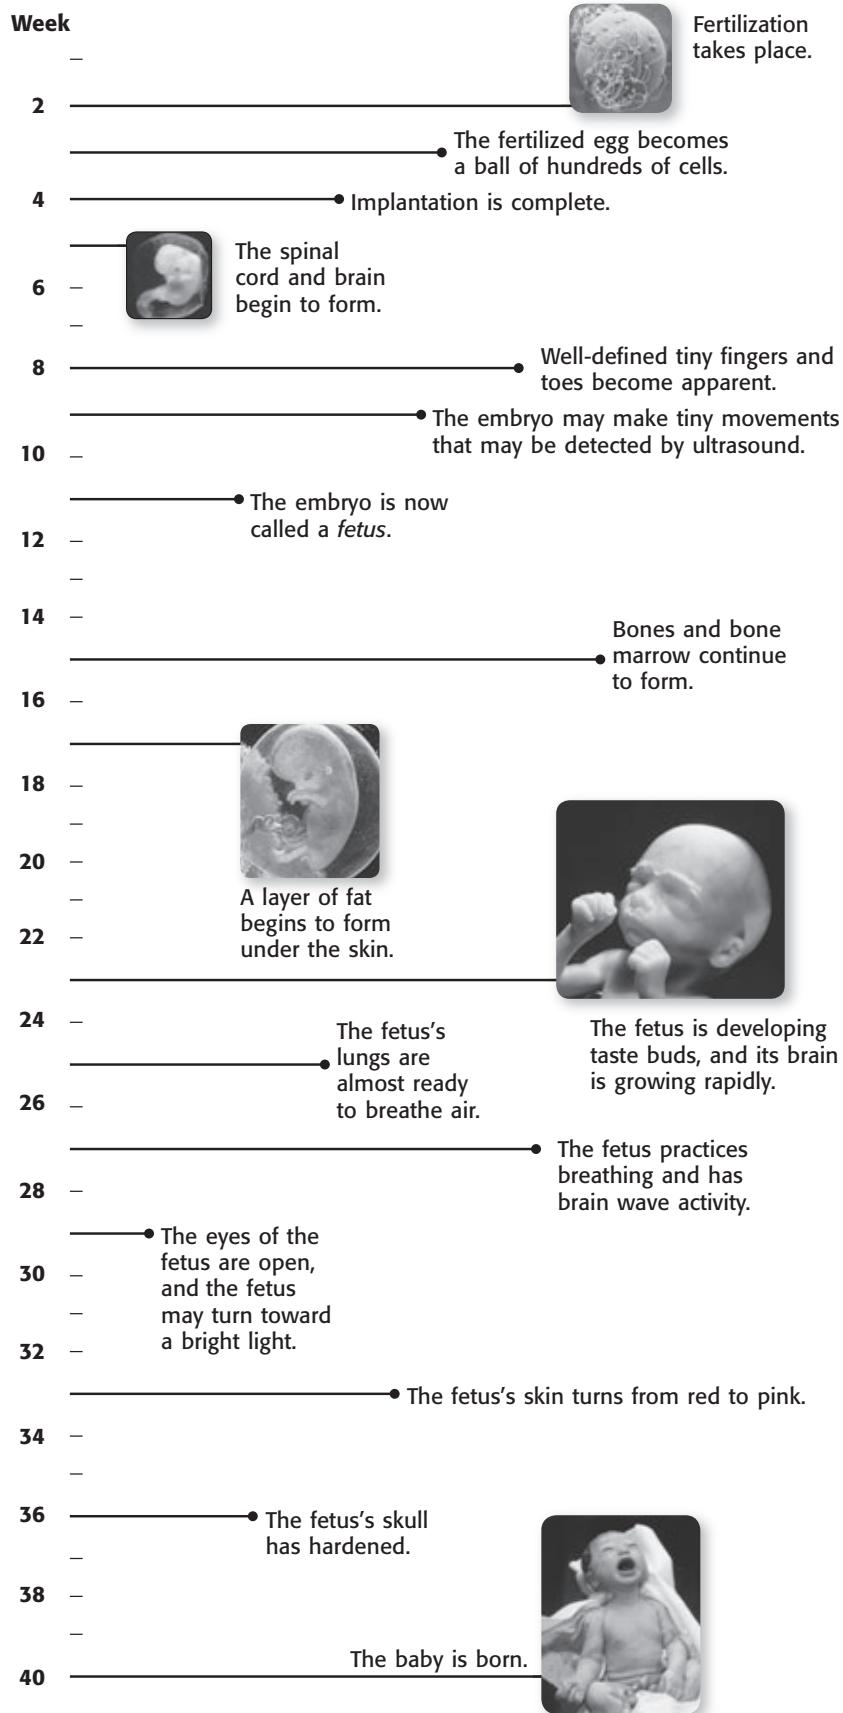 Week
Fertilization
takes place.
2
The fertilized egg becomes
a ball of hundreds of cells.
4
Implantation is complete.
The spinal
cord and brain
begin to form.
6
8
Well-defined tiny fingers and
toes become apparent.
The embryo may make tiny movements
that may be detected by ultrasound.
10
The embryo is now
called a fetus.
12
14
Bones and bone
marrow continue
to form.
16
18
20
A layer of fat
begins to form
under the skin.
22
24
The fetus is developing
taste buds, and its brain
is growing rapidly.
The fetus's
lungs are
almost ready
to breathe air.
26
The fetus practices
breathing and has
brain wave activity.
28
The eyes of the
fetus are open,
and the fetus
may turn toward
a bright light.
30
32
The fetus's skin turns from red to pink.
34
36
The fetus's skull
has hardened.
38
The baby is born.
40